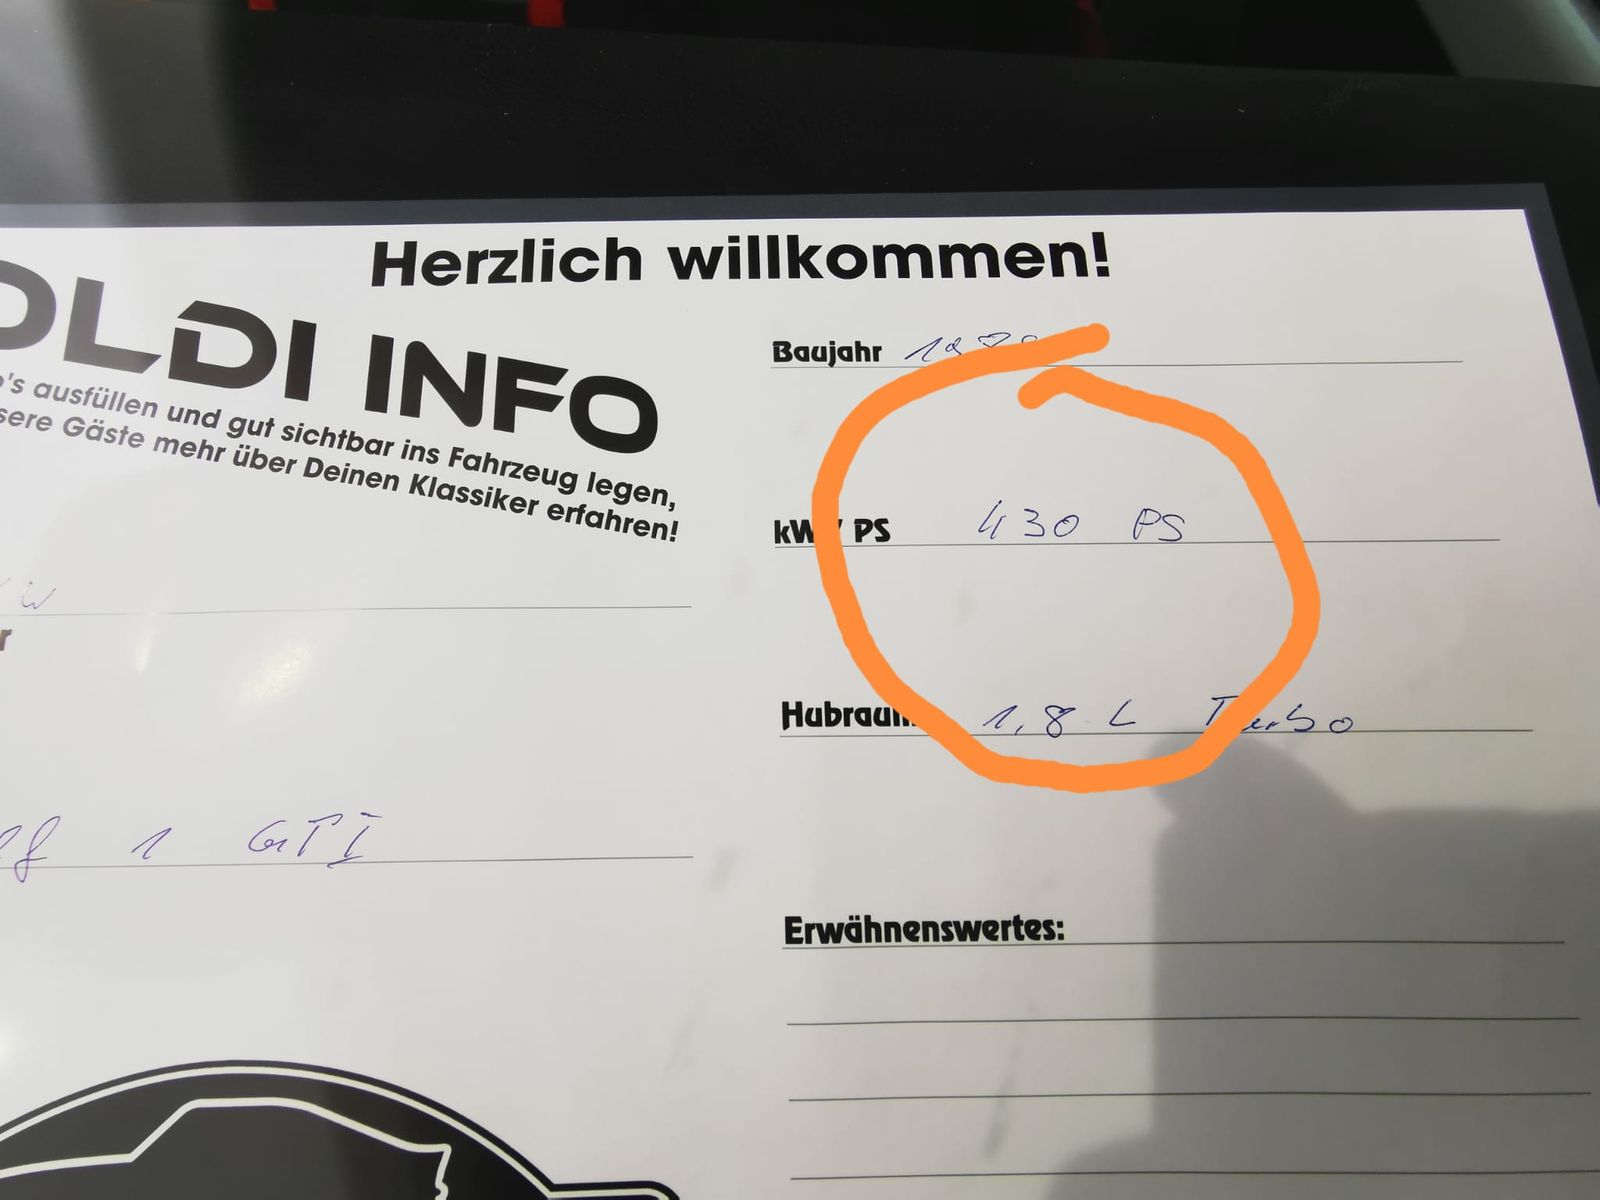 Herzlich willkommen!
OLDI INFO
o's ausfüllen und gut sichtbar ins Fahrzeug legen,
sere Gäste mehr über Deinen Klassiker erfahren!
W
r
lf 1 GTI
Baujahr
kW/ PS 430 PS
Hubraum 1,8 L Turbo
Erwähnenswertes: